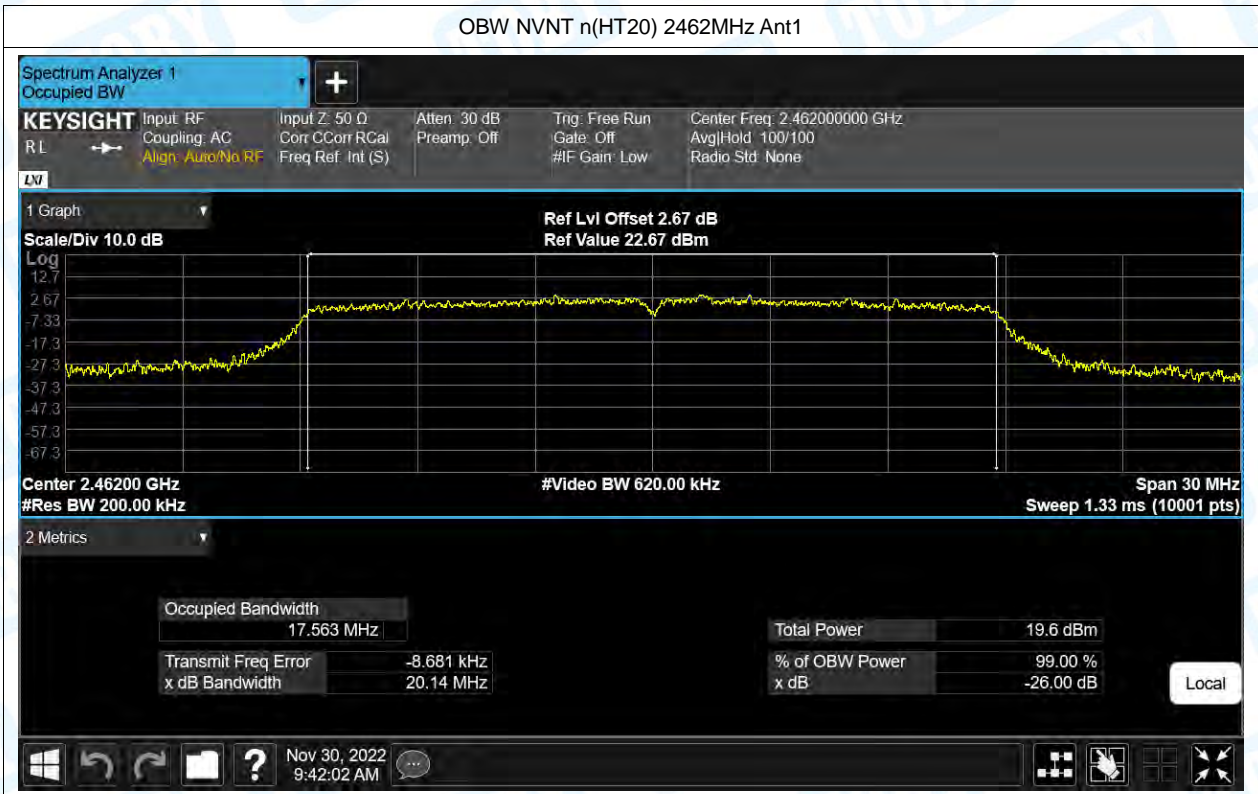 OBW NVNT n(HT20) 2462MHz Ant1
Spectrum Analyzer 1
Occupied BW
KEYSIGHT
R L
LXI
Input: RF
Coupling: AC
Align: Auto/No RF
Input Z: 50 Ω
Corr CCorr RCal
Freq Ref: Int (S)
Atten: 30 dB
Preamp: Off
Trig: Free Run
Gate: Off
#IF Gain: Low
Center Freq: 2.462000000 GHz
Avg|Hold: 100/100
Radio Std: None
1 Graph
Scale/Div 10.0 dB
Ref Lvl Offset 2.67 dB
Ref Value 22.67 dBm
Log
12.7
2.67
-7.33
-17.3
-27.3
-37.3
-47.3
-57.3
-67.3
Center 2.46200 GHz
#Video BW 620.00 kHz
Span 30 MHz
#Res BW 200.00 kHz
Sweep 1.33 ms (10001 pts)
2 Metrics
Occupied Bandwidth
17.563 MHz
Total Power 19.6 dBm
Transmit Freq Error -8.681 kHz
% of OBW Power 99.00 %
x dB Bandwidth 20.14 MHz
x dB -26.00 dB
Local
?
Nov 30, 2022
9:42:02 AM